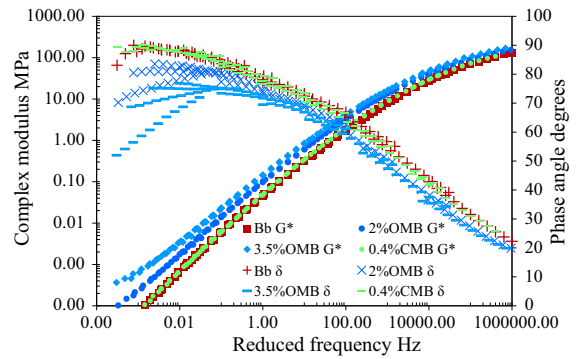 Complex modulus MPa
1000.00
100.00
10.00
1.00
0.10
0.01
0.00
Bb G* 2%OMB G*
3.5%OMB G* 0.4%CMB G*
Bb δ 2%OMB δ
3.5%OMB δ 0.4%CMB δ
100
90
80
70
60
50
40
30
20
10
0
Phase angle degrees
0.00 0.01 1.00 100.00 10000.00 1000000.00
Reduced frequency Hz